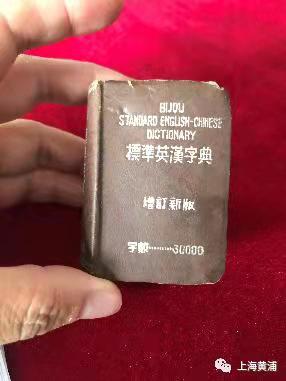 BIJOU
STANDARD ENGLISH-CHINESE
DICTIONARY
標準英漢字典
增訂新版
字數………30000
上海黄浦